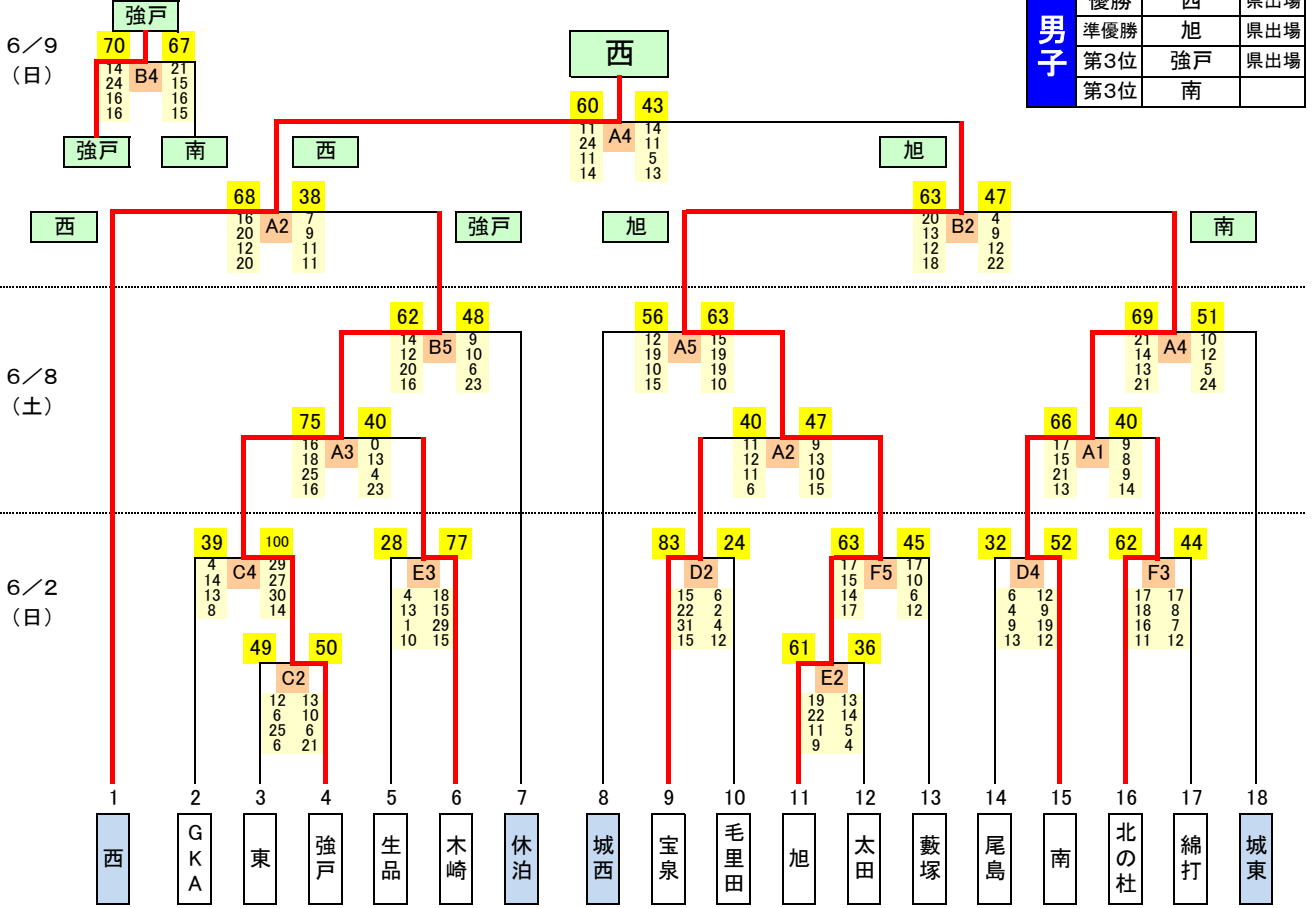 強戸
6／9
（日）
70 67
B4
14 21
24 15
16 16
16 15
強戸 南
西
60 43
A4
11 14
24 11
11 5
14 13
男子
優勝 西 県出場
準優勝 旭 県出場
第3位 強戸 県出場
第3位 南
西 旭
68 38
A2
16 7
20 9
12 11
20 11
63 47
B2
20 4
13 9
12 12
18 22
西 強戸 旭 南
6／8
（土）
62 48
B5
14 9
12 10
20 6
16 23
56 63
A5
12 15
19 19
10 19
15 10
69 51
A4
21 10
14 12
13 5
21 24
75 40
A3
16 0
18 13
25 4
16 23
40 47
A2
11 9
12 13
11 10
6 15
66 40
A1
17 9
15 8
21 9
13 14
6／2
（日）
39 100
C4
4 29
14 27
13 30
8 14
28 77
E3
4 18
13 15
1 29
10 15
83 24
D2
15 6
22 2
31 4
15 12
63 45
F5
17 17
15 10
14 6
17 12
32 52
D4
6 12
4 9
9 19
13 12
62 44
F3
17 17
18 8
16 7
11 12
49 50
C2
12 13
6 10
25 6
6 21
61 36
E2
19 13
22 14
11 5
9 4
1 2 3 4 5 6 7 8 9 10 11 12 13 14 15 16 17 18
西
GKA
東
強戸
生品
木崎
休泊
城西
宝泉
毛里田
旭
太田
藪塚
尾島
南
北の杜
綿打
城東